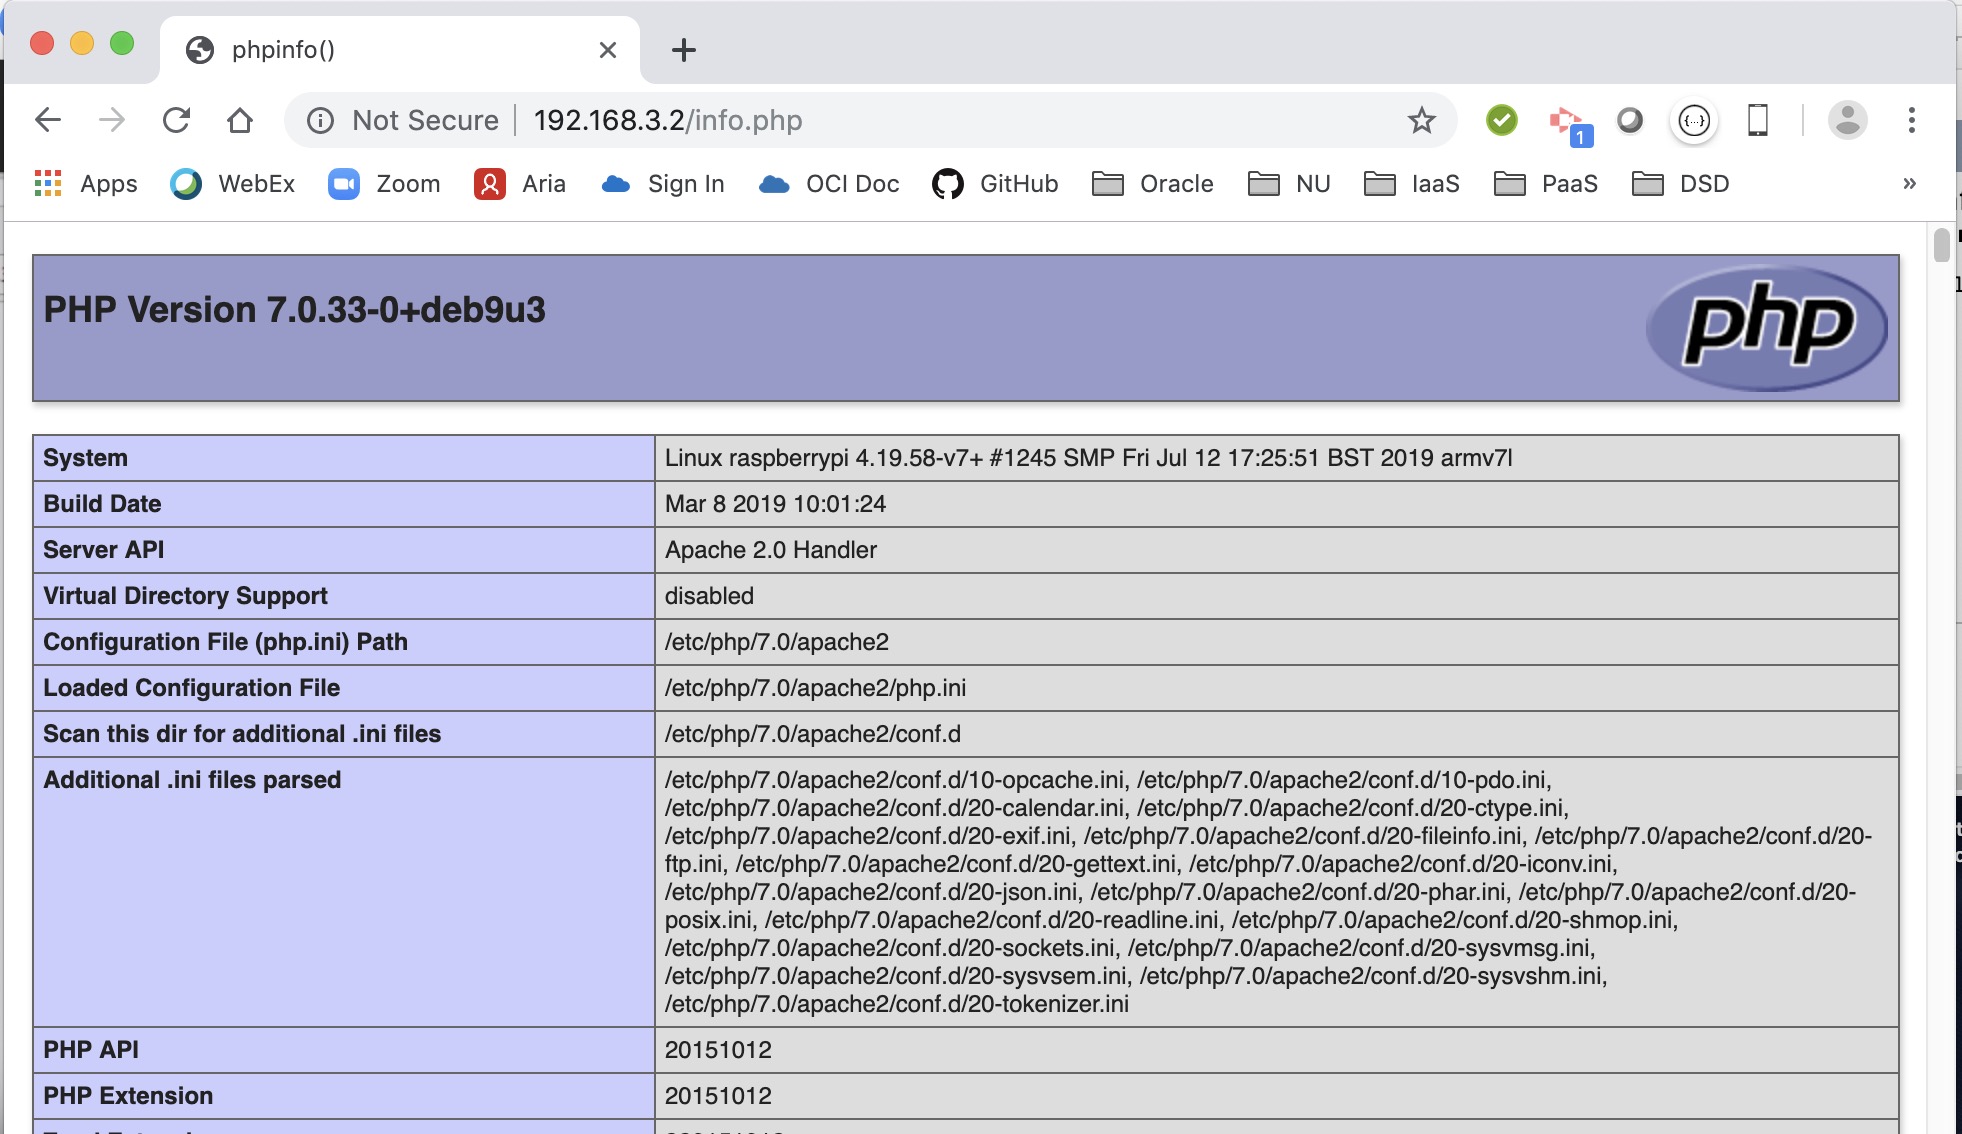 phpinfo()
Not Secure 192.168.3.2/info.php
1
Apps WebEx Zoom Aria Sign In OCI Doc GitHub Oracle NU IaaS PaaS DSD »
PHP Version 7.0.33-0+deb9u3
php
System Linux raspberrypi 4.19.58-v7+ #1245 SMP Fri Jul 12 17:25:51 BST 2019 armv7l
Build Date Mar 8 2019 10:01:24
Server API Apache 2.0 Handler
Virtual Directory Support disabled
Configuration File (php.ini) Path /etc/php/7.0/apache2
Loaded Configuration File /etc/php/7.0/apache2/php.ini
Scan this dir for additional .ini files /etc/php/7.0/apache2/conf.d
Additional .ini files parsed /etc/php/7.0/apache2/conf.d/10-opcache.ini, /etc/php/7.0/apache2/conf.d/10-pdo.ini,
/etc/php/7.0/apache2/conf.d/20-calendar.ini, /etc/php/7.0/apache2/conf.d/20-ctype.ini,
/etc/php/7.0/apache2/conf.d/20-exif.ini, /etc/php/7.0/apache2/conf.d/20-fileinfo.ini, /etc/php/7.0/apache2/conf.d/20-
ftp.ini, /etc/php/7.0/apache2/conf.d/20-gettext.ini, /etc/php/7.0/apache2/conf.d/20-iconv.ini,
/etc/php/7.0/apache2/conf.d/20-json.ini, /etc/php/7.0/apache2/conf.d/20-phar.ini, /etc/php/7.0/apache2/conf.d/20-
posix.ini, /etc/php/7.0/apache2/conf.d/20-readline.ini, /etc/php/7.0/apache2/conf.d/20-shmop.ini,
/etc/php/7.0/apache2/conf.d/20-sockets.ini, /etc/php/7.0/apache2/conf.d/20-sysvmsg.ini,
/etc/php/7.0/apache2/conf.d/20-sysvsem.ini, /etc/php/7.0/apache2/conf.d/20-sysvshm.ini,
/etc/php/7.0/apache2/conf.d/20-tokenizer.ini
PHP API 20151012
PHP Extension 20151012